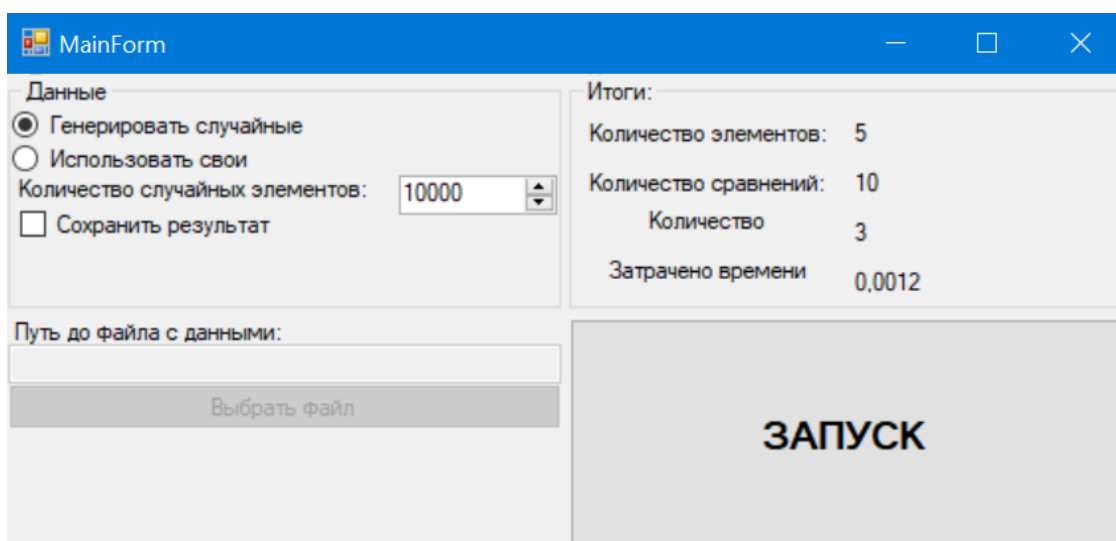 MainForm
Данные
Генерировать случайные
Использовать свои
Количество случайных элементов: 10000
Сохранить результат
Итоги:
Количество элементов: 5
Количество сравнений: 10
Количество 3
Затрачено времени 0,0012
Путь до файла с данными:
Выбрать файл
ЗАПУСК